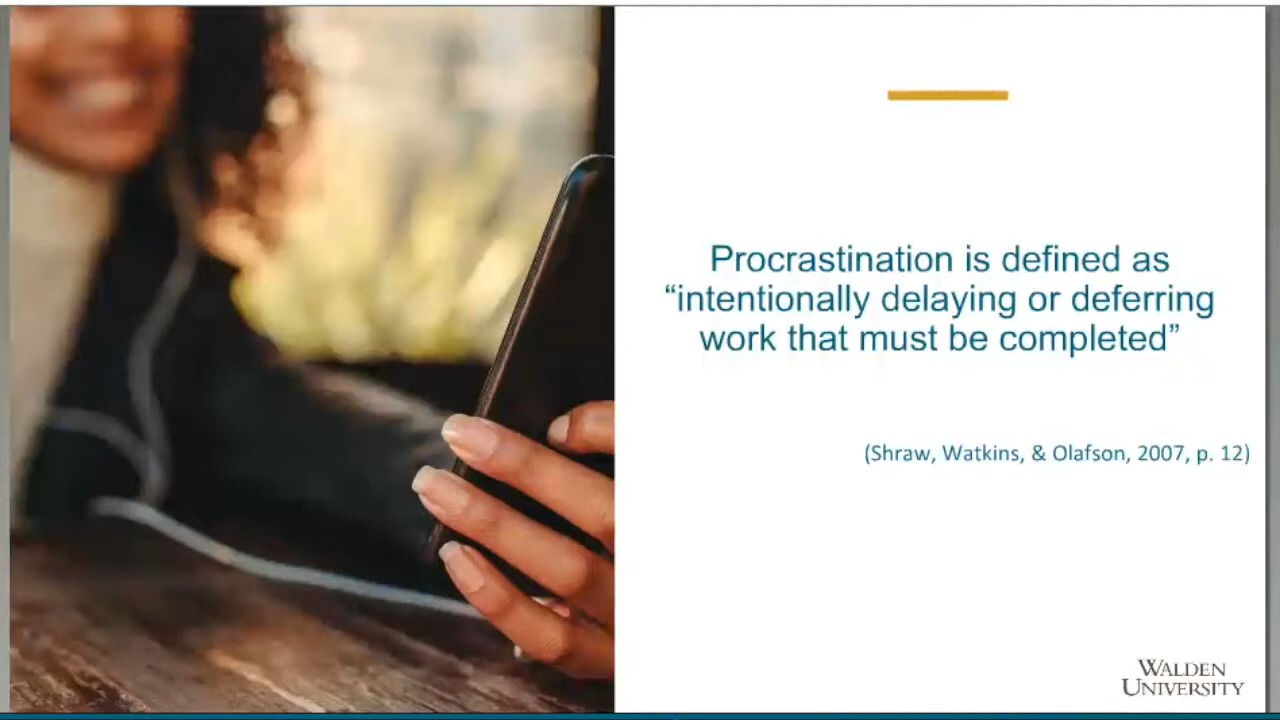 Procrastination is defined as
“intentionally delaying or deferring
work that must be completed”
(Shraw, Watkins, & Olafson, 2007, p. 12)
WALDEN
UNIVERSITY